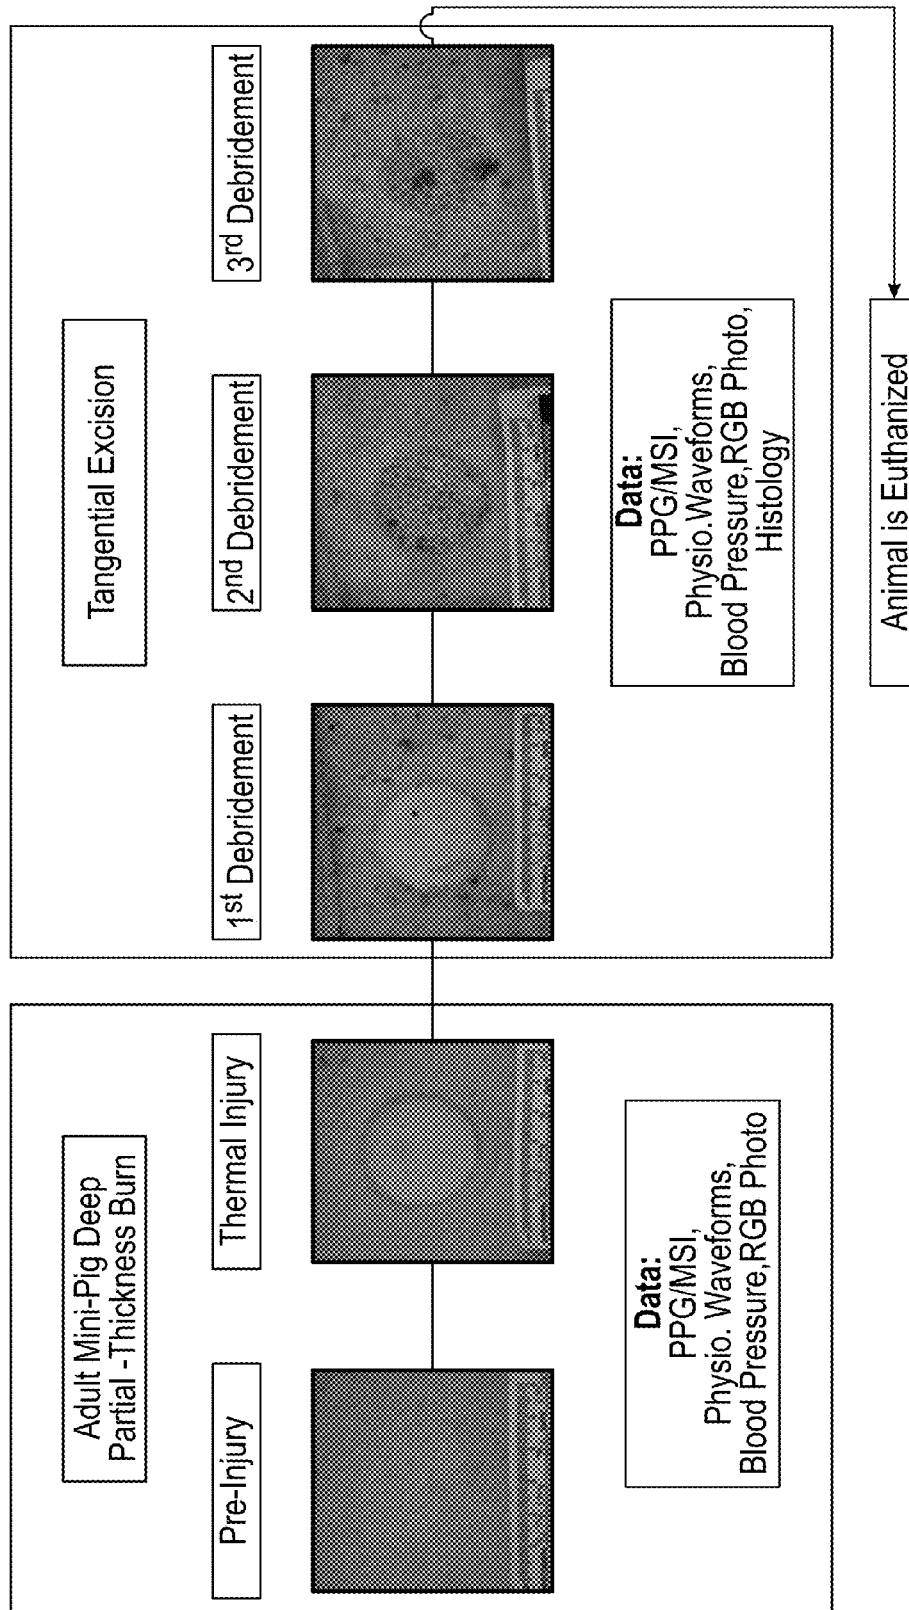 Adult Mini-Pig Deep
Partial -Thickness Burn
Pre-Injury
Thermal Injury
Data:
PPG/MSI,
Physio. Waveforms,
Blood Pressure,RGB Photo
Tangential Excision
1st Debridement
2nd Debridement
3rd Debridement
Data:
PPG/MSI,
Physio.Waveforms,
Blood Pressure,RGB Photo,
Histology
Animal is Euthanized